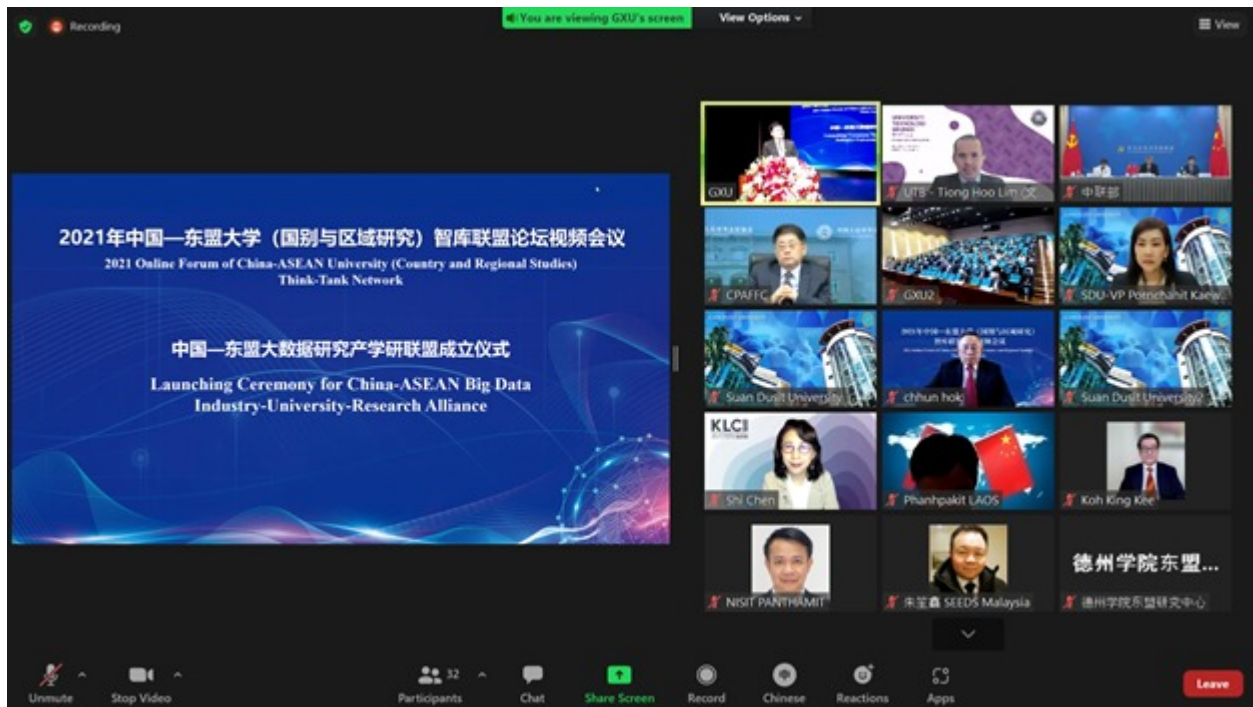 Recording
You are viewing GXU's screen
View Options
View
2021年中国—东盟大学（国别与区域研究）智库联盟论坛视频会议
2021 Online Forum of China-ASEAN University (Country and Regional Studies)
Think-Tank Network
中国—东盟大数据研究产学研联盟成立仪式
Launching Ceremony for China-ASEAN Big Data
Industry-University-Research Alliance
GXU
UTB - Tiong Hoo Lim
中联部
CPAFFC
GXU2
SDU-VP Pornchahit Kaew...
Suan Dusit University
chhun hok
Suan Dusit University2
KLCII
Shi Chen
Phanhpakit LAOS
Koh King Kee
NISIT PANTHAMIT
SEEDS Malaysia
德州学院东盟...
德州学院东盟研究中心
Unmute
Stop Video
32
Participants
Chat
Share Screen
Record
Chinese
Reactions
Apps
Leave